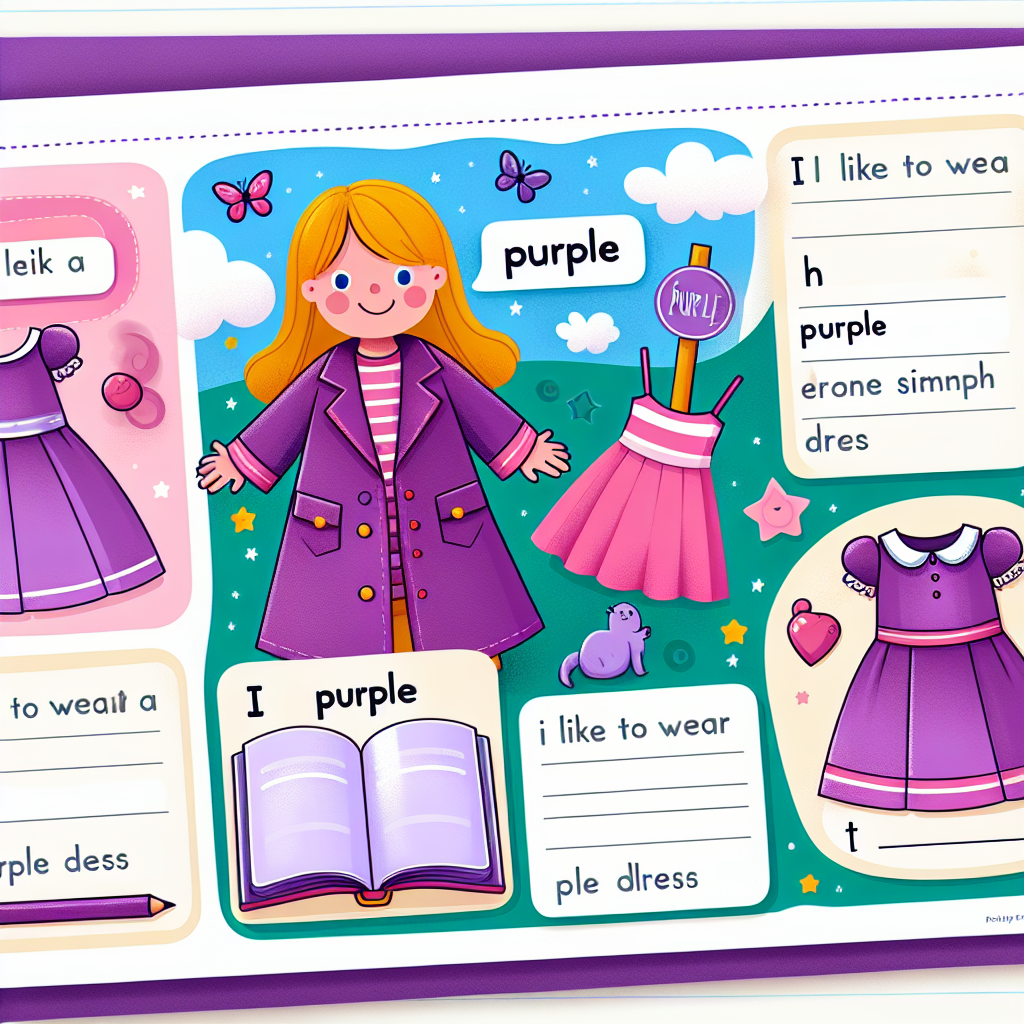 leik a
purple
PURPLE
I l like to wea
h
purple
erone simnph
dres
to weait a
rple dess
I purple
i like to wear
ple dlress
t